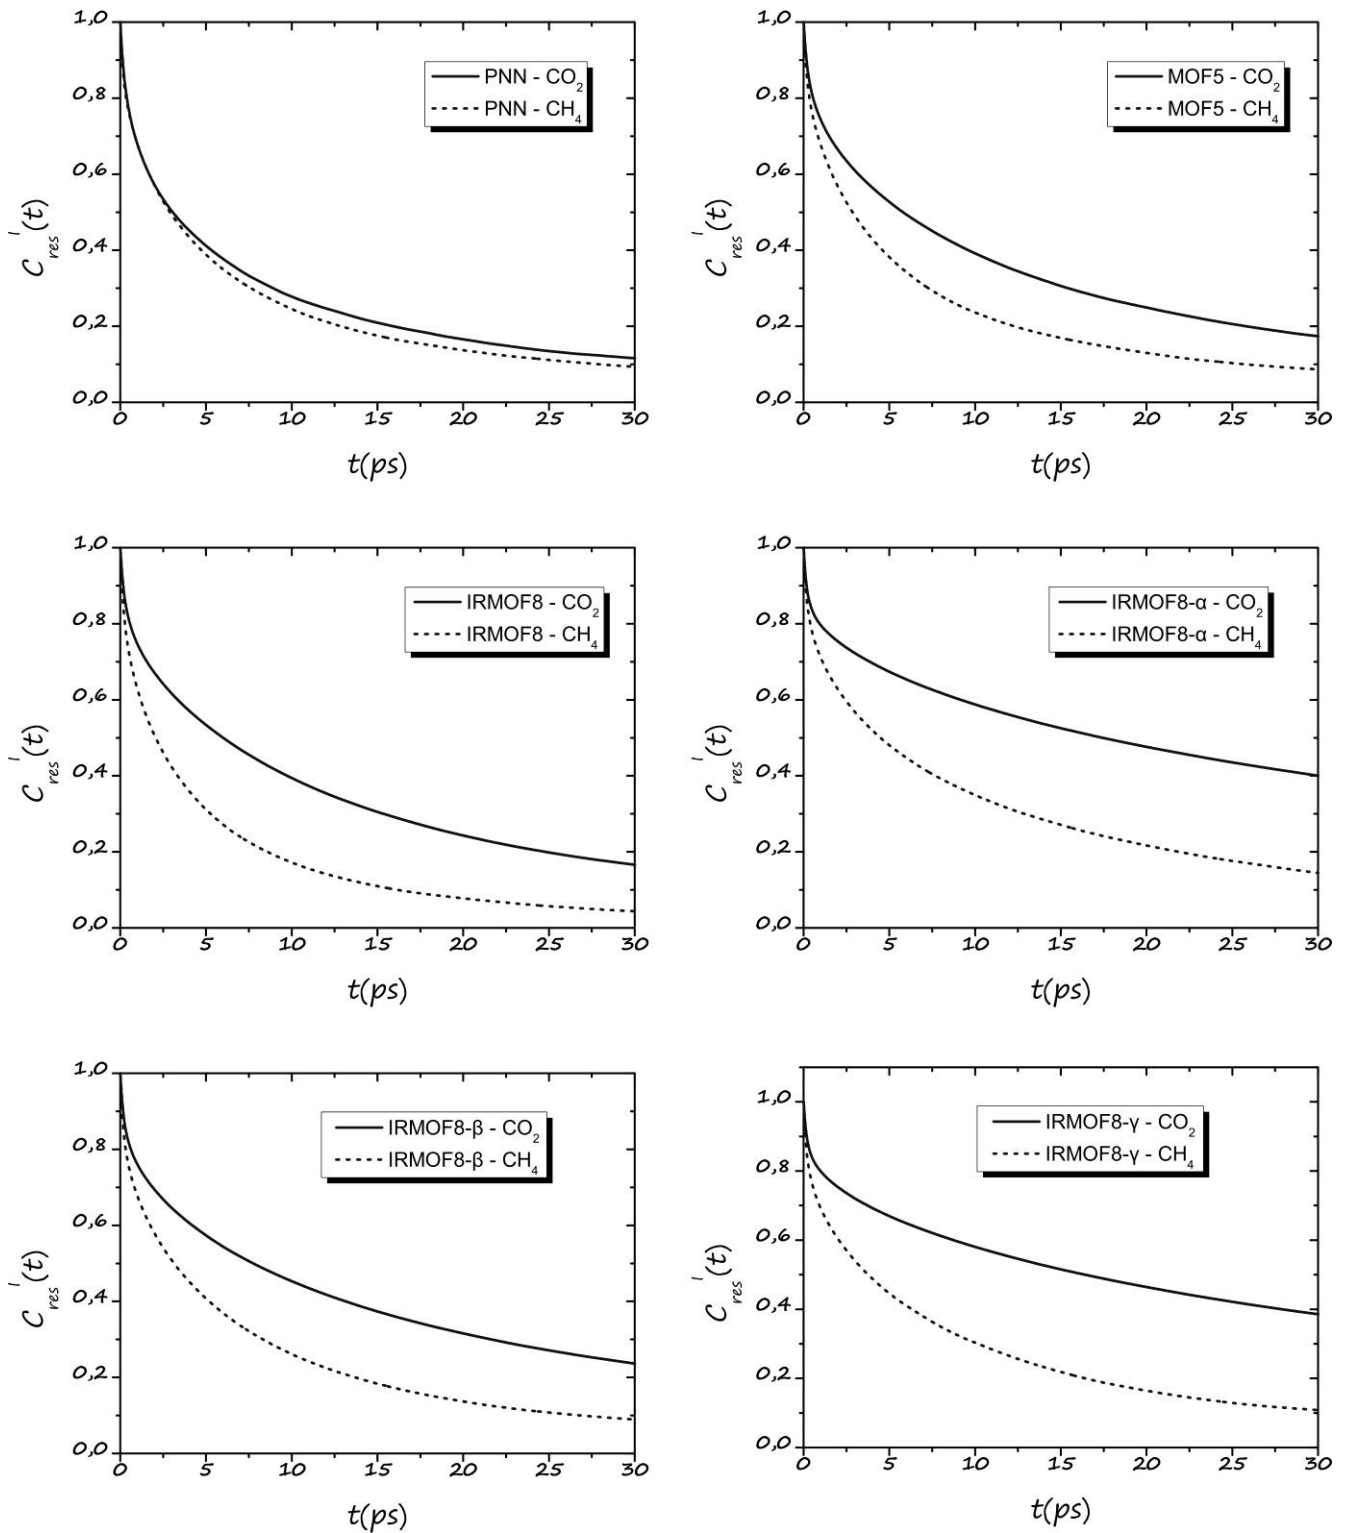 PNN - CO₂
PNN - CH₄
1,0
0,8
0,6
0,4
0,2
0,0
C res I (t)
0 5 10 15 20 25 30
t(ps)
MOF5 - CO₂
MOF5 - CH₄
1,0
0,8
0,6
0,4
0,2
0,0
C res I (t)
0 5 10 15 20 25 30
t(ps)
IRMOF8 - CO₂
IRMOF8 - CH₄
1,0
0,8
0,6
0,4
0,2
0,0
C res I (t)
0 5 10 15 20 25 30
t(ps)
IRMOF8-α - CO₂
IRMOF8-α - CH₄
1,0
0,8
0,6
0,4
0,2
0,0
C res I (t)
0 5 10 15 20 25 30
t(ps)
IRMOF8-β - CO₂
IRMOF8-β - CH₄
1,0
0,8
0,6
0,4
0,2
0,0
C res I (t)
0 5 10 15 20 25 30
t(ps)
IRMOF8-γ - CO₂
IRMOF8-γ - CH₄
1,0
0,8
0,6
0,4
0,2
0,0
C res I (t)
0 5 10 15 20 25 30
t(ps)